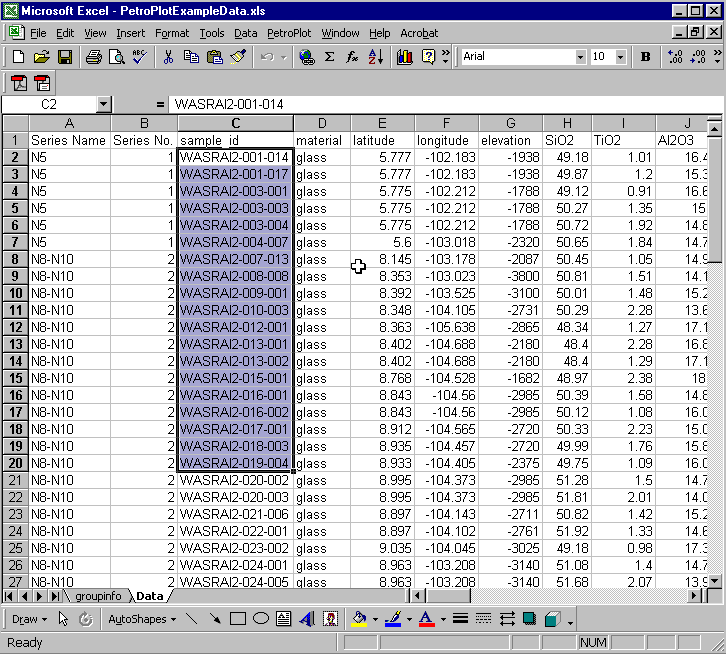 Microsoft Excel - PetroPlotExampleData.xls
File Edit View Insert Format Tools Data PetroPlot Window Help Acrobat
Arial 10 B
C2 = WASRAI2-001-014
A B C D E F G H I J
1 Series Name Series No. sample_id material latitude longitude elevation SiO2 TiO2 Al2O3
2 N5 1 WASRAI2-001-014 glass 5.777 -102.183 -1938 49.18 1.01 16.4
3 N5 1 WASRAI2-001-017 glass 5.777 -102.183 -1938 49.87 1.2 15.3
4 N5 1 WASRAI2-003-001 glass 5.775 -102.212 -1788 49.12 0.91 16.6
5 N5 1 WASRAI2-003-003 glass 5.775 -102.212 -1788 50.27 1.35 15
6 N5 1 WASRAI2-003-004 glass 5.775 -102.212 -1788 50.72 1.92 14.8
7 N5 1 WASRAI2-004-007 glass 5.6 -103.018 -2320 50.65 1.84 14.7
8 N8-N10 2 WASRAI2-007-013 glass 8.145 -103.178 -2087 50.45 1.05 14.9
9 N8-N10 2 WASRAI2-008-008 glass 8.353 -103.023 -3800 50.81 1.51 14.1
10 N8-N10 2 WASRAI2-009-001 glass 8.392 -103.525 -3100 50.01 1.48 15.2
11 N8-N10 2 WASRAI2-010-003 glass 8.348 -104.105 -2731 50.29 2.28 13.6
12 N8-N10 2 WASRAI2-012-001 glass 8.363 -105.638 -2865 48.34 1.27 17.1
13 N8-N10 2 WASRAI2-013-001 glass 8.402 -104.688 -2180 48.4 2.28 16.8
14 N8-N10 2 WASRAI2-013-002 glass 8.402 -104.688 -2180 48.4 1.29 17.1
15 N8-N10 2 WASRAI2-015-001 glass 8.768 -104.528 -1682 48.97 2.38 18
16 N8-N10 2 WASRAI2-016-001 glass 8.843 -104.56 -2985 50.39 1.58 14.8
17 N8-N10 2 WASRAI2-016-002 glass 8.843 -104.56 -2985 50.12 1.08 16.0
18 N8-N10 2 WASRAI2-017-001 glass 8.912 -104.565 -2720 50.33 2.23 15.0
19 N8-N10 2 WASRAI2-018-003 glass 8.935 -104.457 -2720 49.99 1.76 15.8
20 N8-N10 2 WASRAI2-019-004 glass 8.933 -104.405 -2375 49.75 1.09 16.0
21 N8-N10 2 WASRAI2-020-002 glass 8.995 -104.373 -2985 51.28 1.5 14.7
22 N8-N10 2 WASRAI2-020-003 glass 8.995 -104.373 -2985 51.81 2.01 14.0
23 N8-N10 2 WASRAI2-021-006 glass 8.897 -104.143 -2711 50.82 1.42 15.2
24 N8-N10 2 WASRAI2-022-001 glass 8.897 -104.102 -2761 51.92 1.33 14.6
25 N8-N10 2 WASRAI2-023-002 glass 9.035 -104.045 -3025 49.18 0.98 17.3
26 N8-N10 2 WASRAI2-024-001 glass 8.963 -103.208 -3140 51.08 1.4 14.7
27 N8-N10 2 WASRAI2-024-005 glass 8.963 -103.208 -3140 51.68 2.07 13.9
groupinfo Data
Draw AutoShapes
Ready NUM